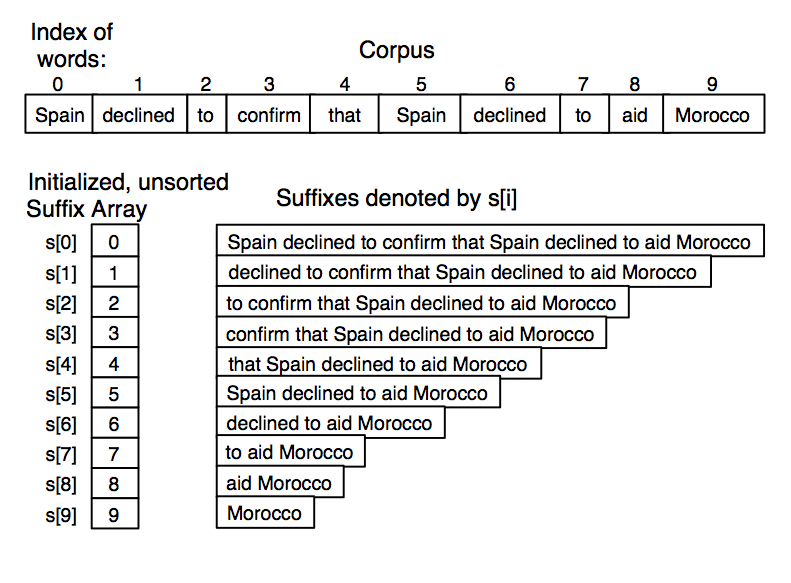 Index of
words:
Corpus
0 1 2 3 4 5 6 7 8 9
Spain declined to confirm that Spain declined to aid Morocco
Initialized, unsorted
Suffix Array
Suffixes denoted by s[i]
s[0] 0 Spain declined to confirm that Spain declined to aid Morocco
s[1] 1 declined to confirm that Spain declined to aid Morocco
s[2] 2 to confirm that Spain declined to aid Morocco
s[3] 3 confirm that Spain declined to aid Morocco
s[4] 4 that Spain declined to aid Morocco
s[5] 5 Spain declined to aid Morocco
s[6] 6 declined to aid Morocco
s[7] 7 to aid Morocco
s[8] 8 aid Morocco
s[9] 9 Morocco